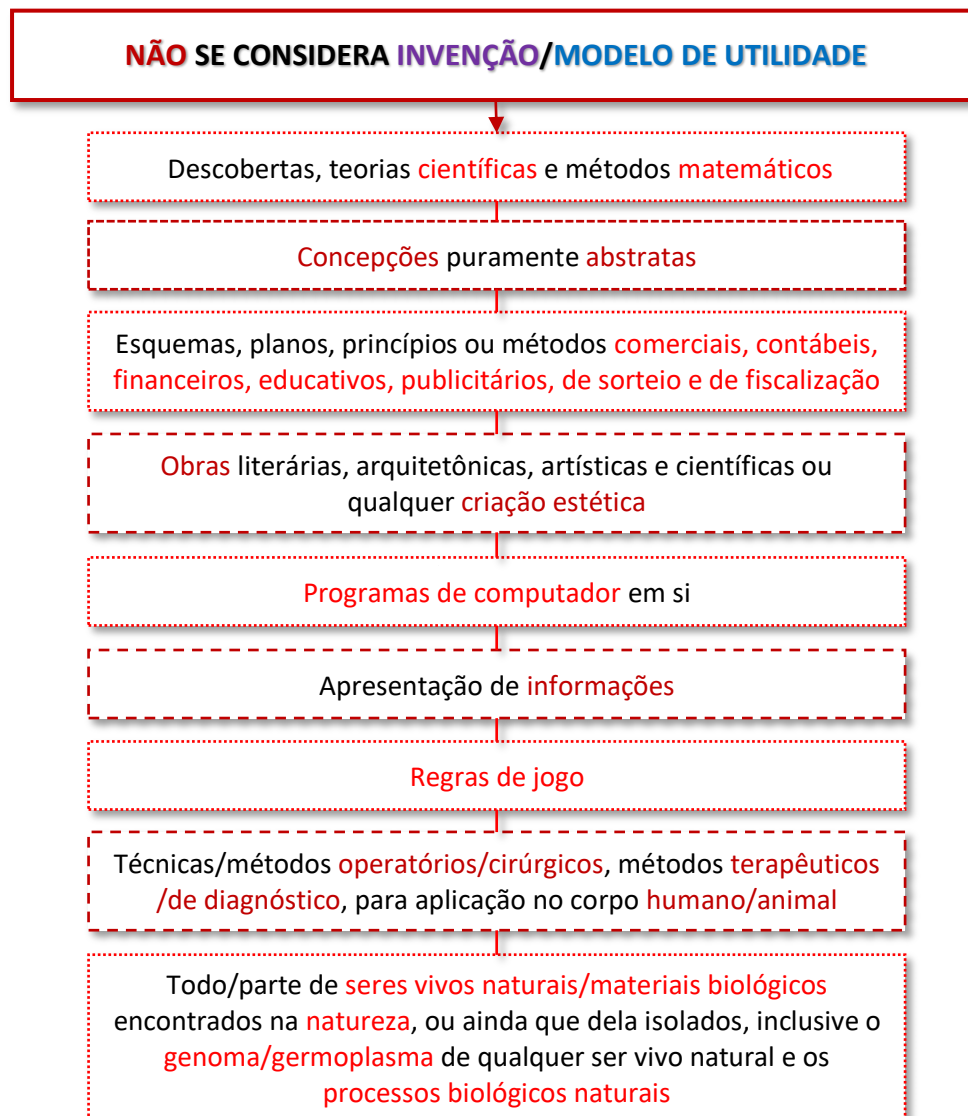 NÃO SE CONSIDERA INVENÇÃO/MODELO DE UTILIDADE
Descobertas, teorias científicas e métodos matemáticos
Concepções puramente abstratas
Esquemas, planos, princípios ou métodos comerciais, contábeis,
financeiros, educativos, publicitários, de sorteio e de fiscalização
Obras literárias, arquitetônicas, artísticas e científicas ou
qualquer criação estética
Programas de computador em si
Apresentação de informações
Regras de jogo
Técnicas/métodos operatórios/cirúrgicos, métodos terapêuticos
/de diagnóstico, para aplicação no corpo humano/animal
Todo/parte de seres vivos naturais/materiais biológicos
encontrados na natureza, ou ainda que dela isolados, inclusive o
genoma/germoplasma de qualquer ser vivo natural e os
processos biológicos naturais